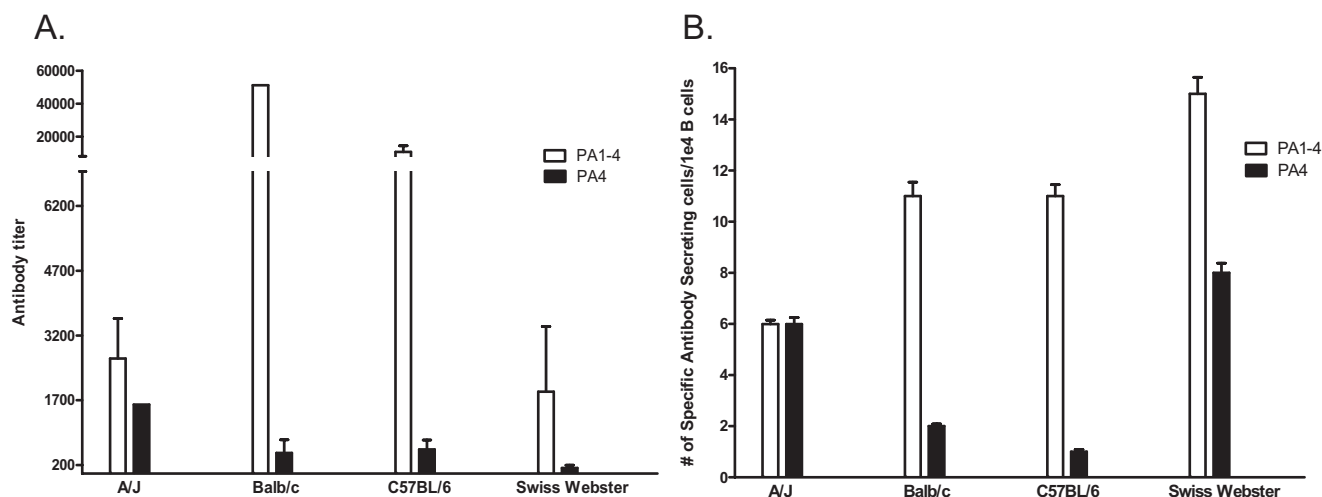 A.
Antibody titer
60000
40000
20000
6200
4700
3200
1700
200
PA1-4
PA4
A/J
Balb/c
C57BL/6
Swiss Webster
B.
# of Specific Antibody Secreting cells/1e4 B cells
16
14
12
10
8
6
4
2
0
PA1-4
PA4
A/J
Balb/c
C57BL/6
Swiss Webster